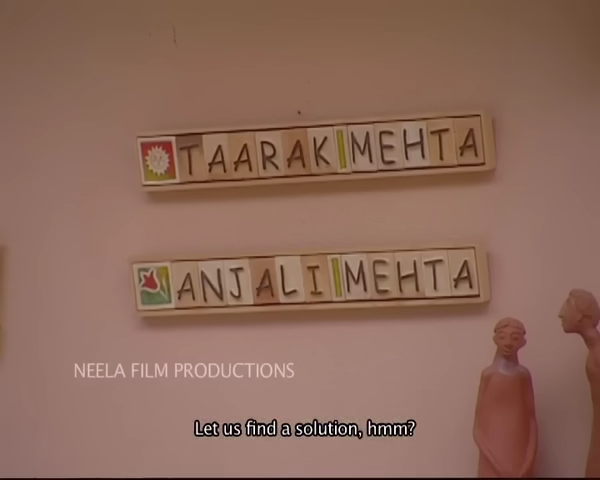 TAARAK MEHTA
ANJALI MEHTA
NEELA FILM PRODUCTIONS
Let us find a solution, hmm?